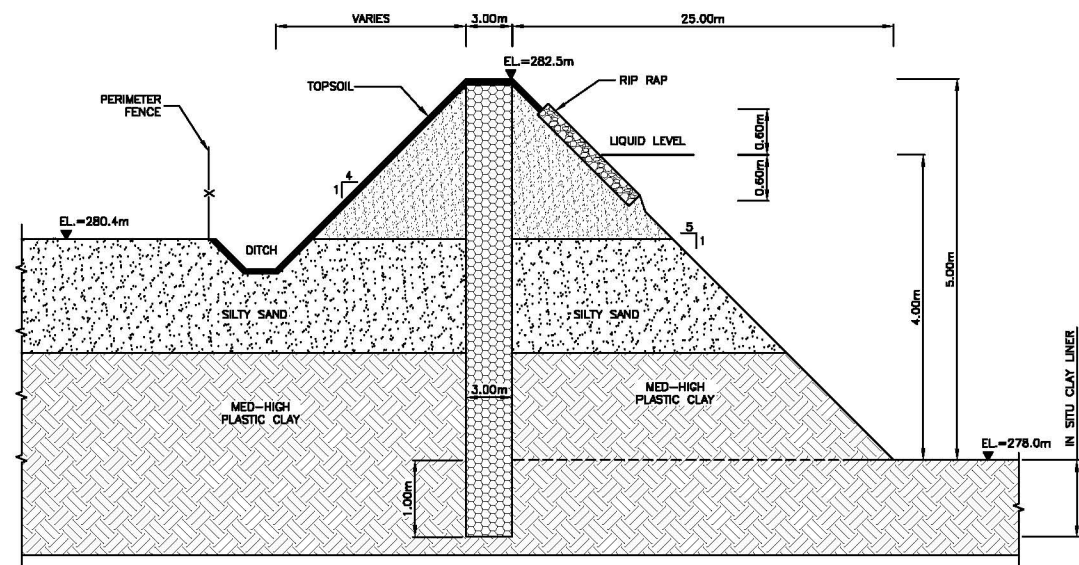 VARIES
3.00m
25.00m
EL.=282.5m
TOPSOIL
RIP RAP
PERIMETER
FENCE
LIQUID LEVEL
0.60m
0.60m
4
1
EL.=280.4m
DITCH
5
1
5.00m
4.00m
SILTY SAND
SILTY SAND
3.00m
MED-HIGH
PLASTIC CLAY
MED-HIGH
PLASTIC CLAY
EL.=278.0m
IN SITU CLAY LINER
1.00m